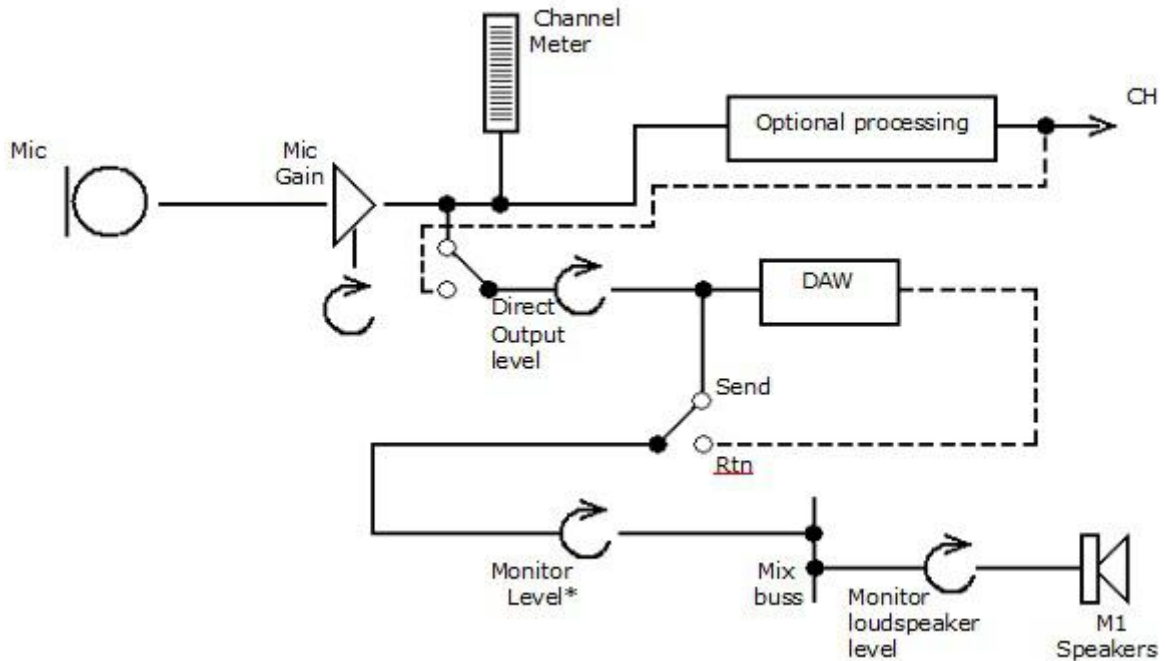 Channel
Meter
CH
Optional processing
Mic
Mic
Gain
DAW
Direct
Output
level
Send
Rtn
Monitor
Level*
Mix
buss
Monitor
loudspeaker
level
M1
Speakers